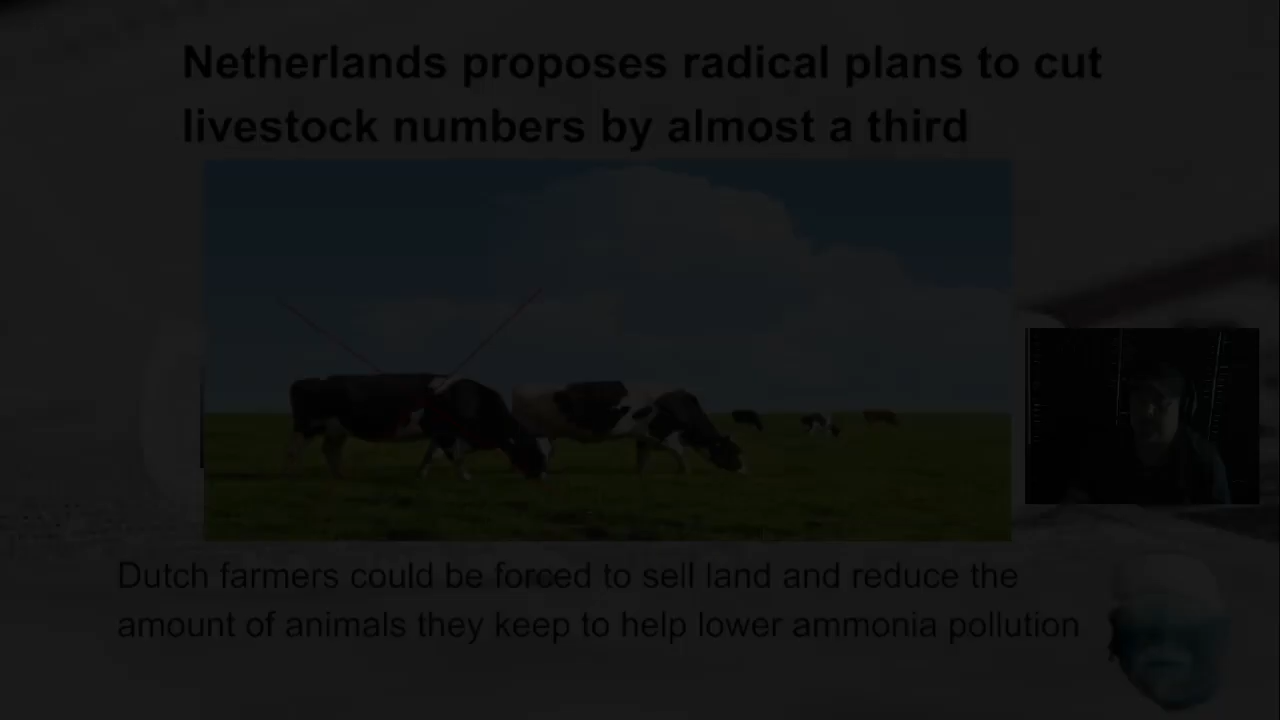 Netherlands proposes radical plans to cut
livestock numbers by almost a third
Dutch farmers could be forced to sell land and reduce the
amount of animals they keep to help lower ammonia pollution